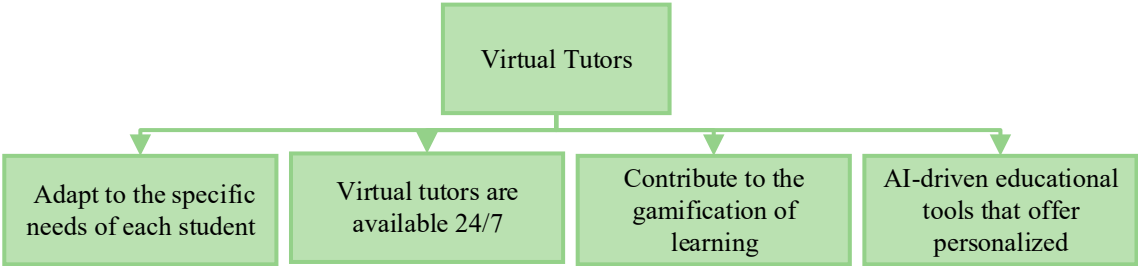 Virtual Tutors
Adapt to the specific
needs of each student
Virtual tutors are
available 24/7
Contribute to the
gamification of
learning
AI-driven educational
tools that offer
personalized